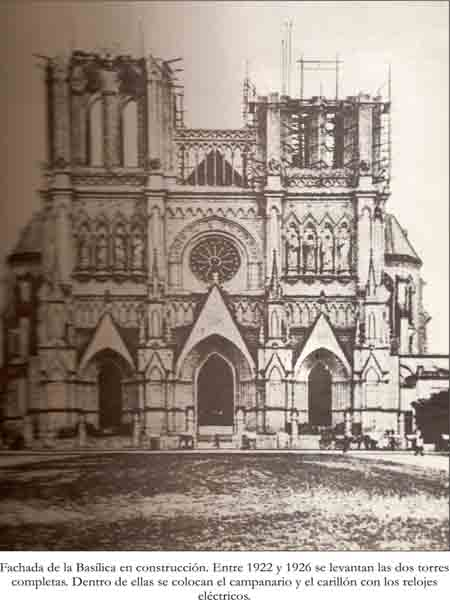 Fachada de la Basílica en construcción. Entre 1922 y 1926 se levantan las dos torres
completas. Dentro de ellas se colocan el campanario y el carillón con los relojes
eléctricos.